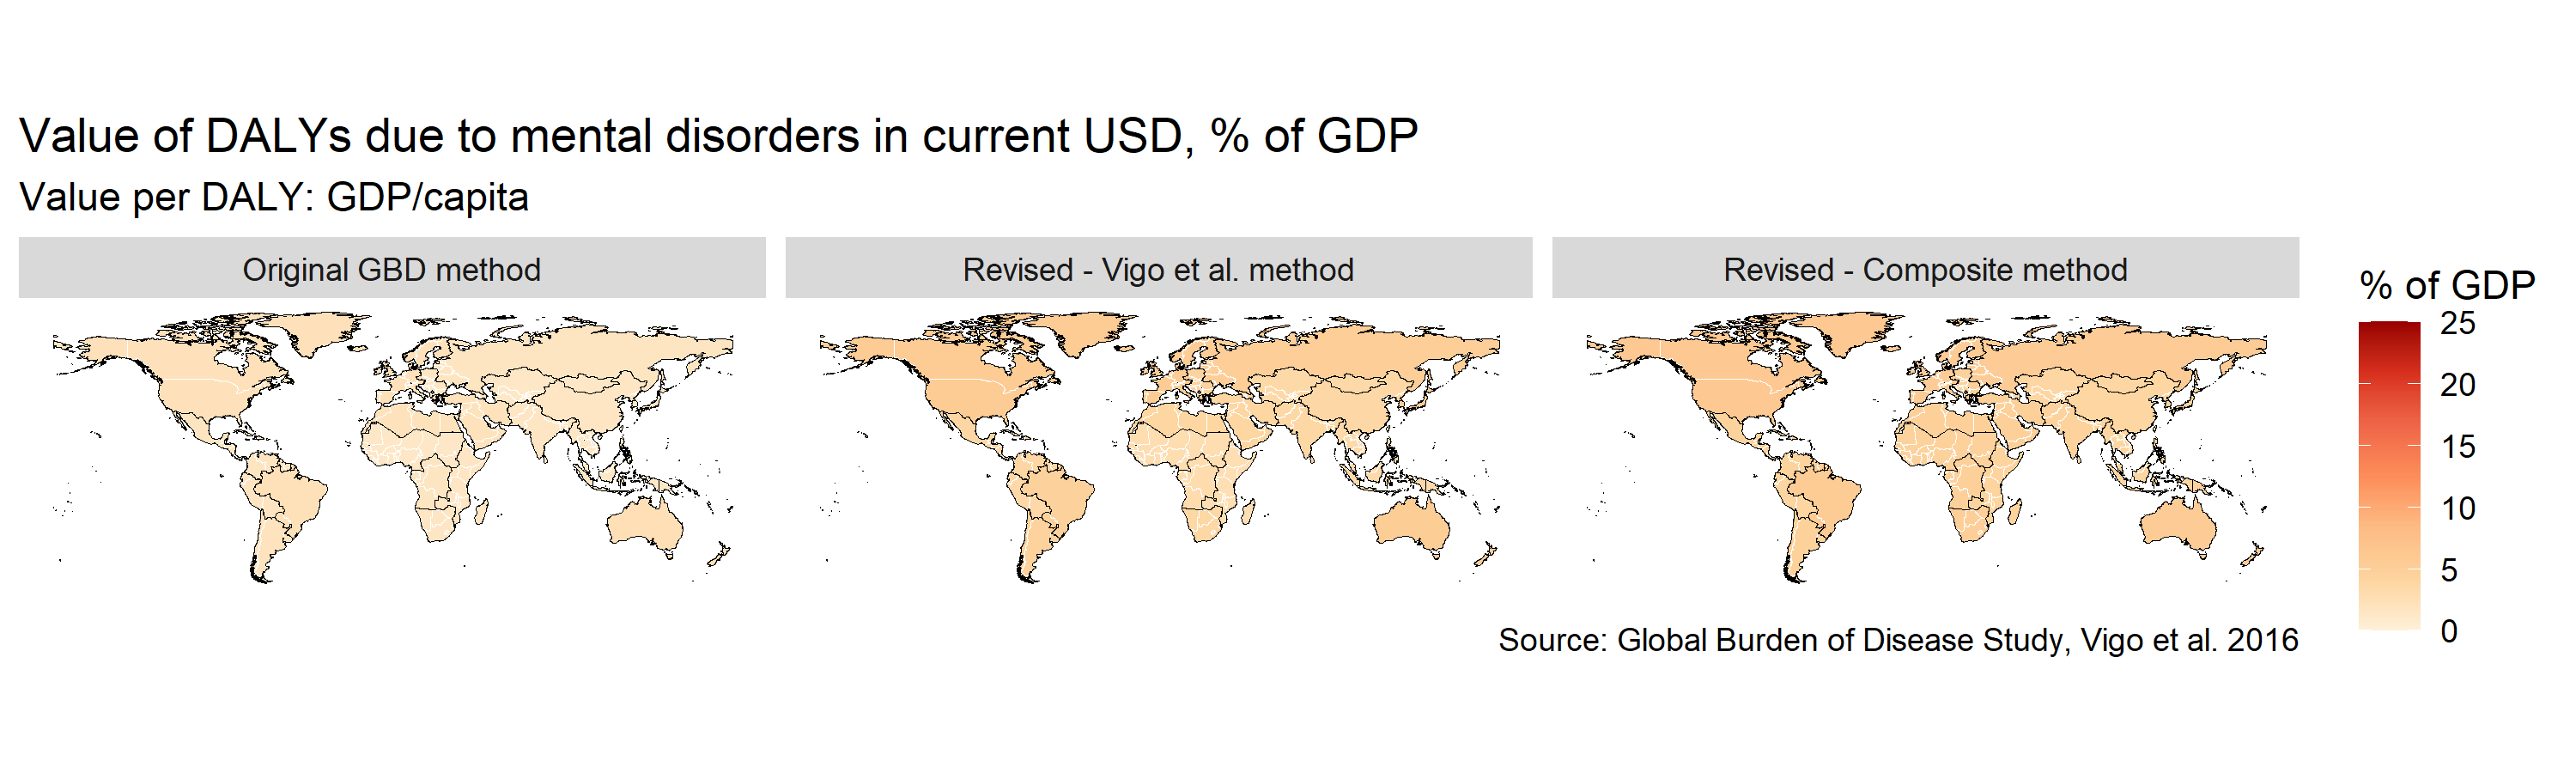 Value of DALYs due to mental disorders in current USD, % of GDP
Value per DALY: GDP/capita
Original GBD method
Revised - Vigo et al. method
Revised - Composite method
% of GDP
25
20
15
10
5
0
Source: Global Burden of Disease Study, Vigo et al. 2016